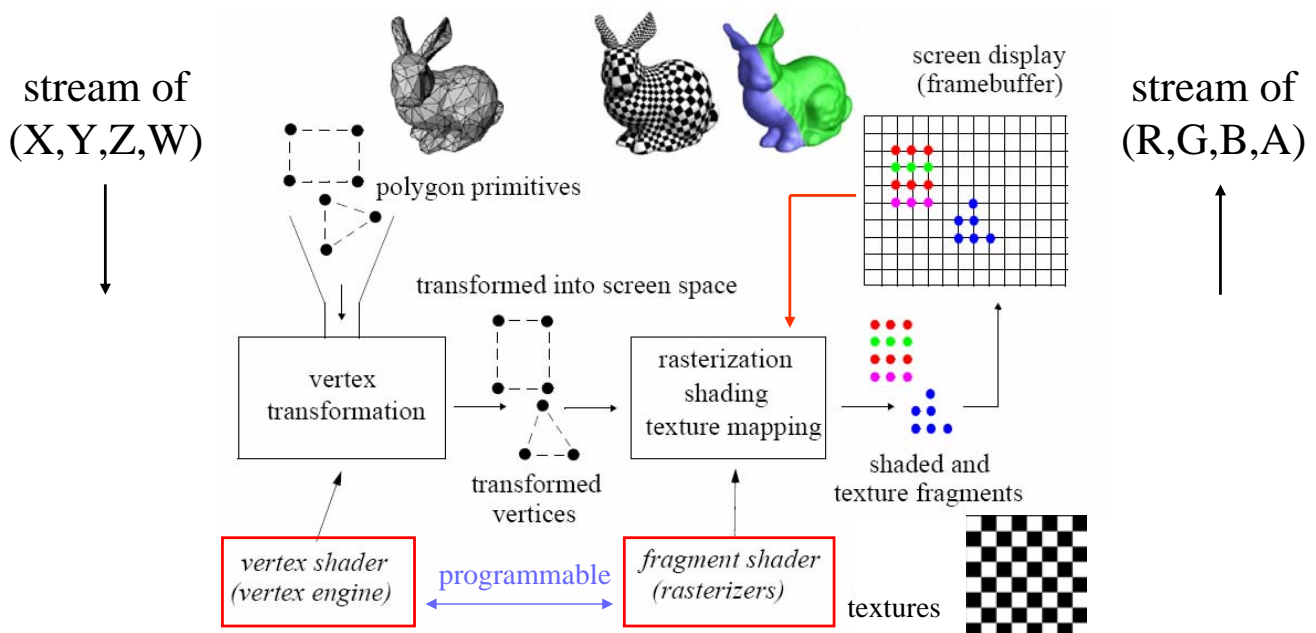 stream of
(X,Y,Z,W)
polygon primitives
screen display
(framebuffer)
stream of
(R,G,B,A)
transformed into screen space
vertex
transformation
rasterization
shading
texture mapping
transformed
vertices
shaded and
texture fragments
vertex shader
(vertex engine)
programmable
fragment shader
(rasterizers)
textures